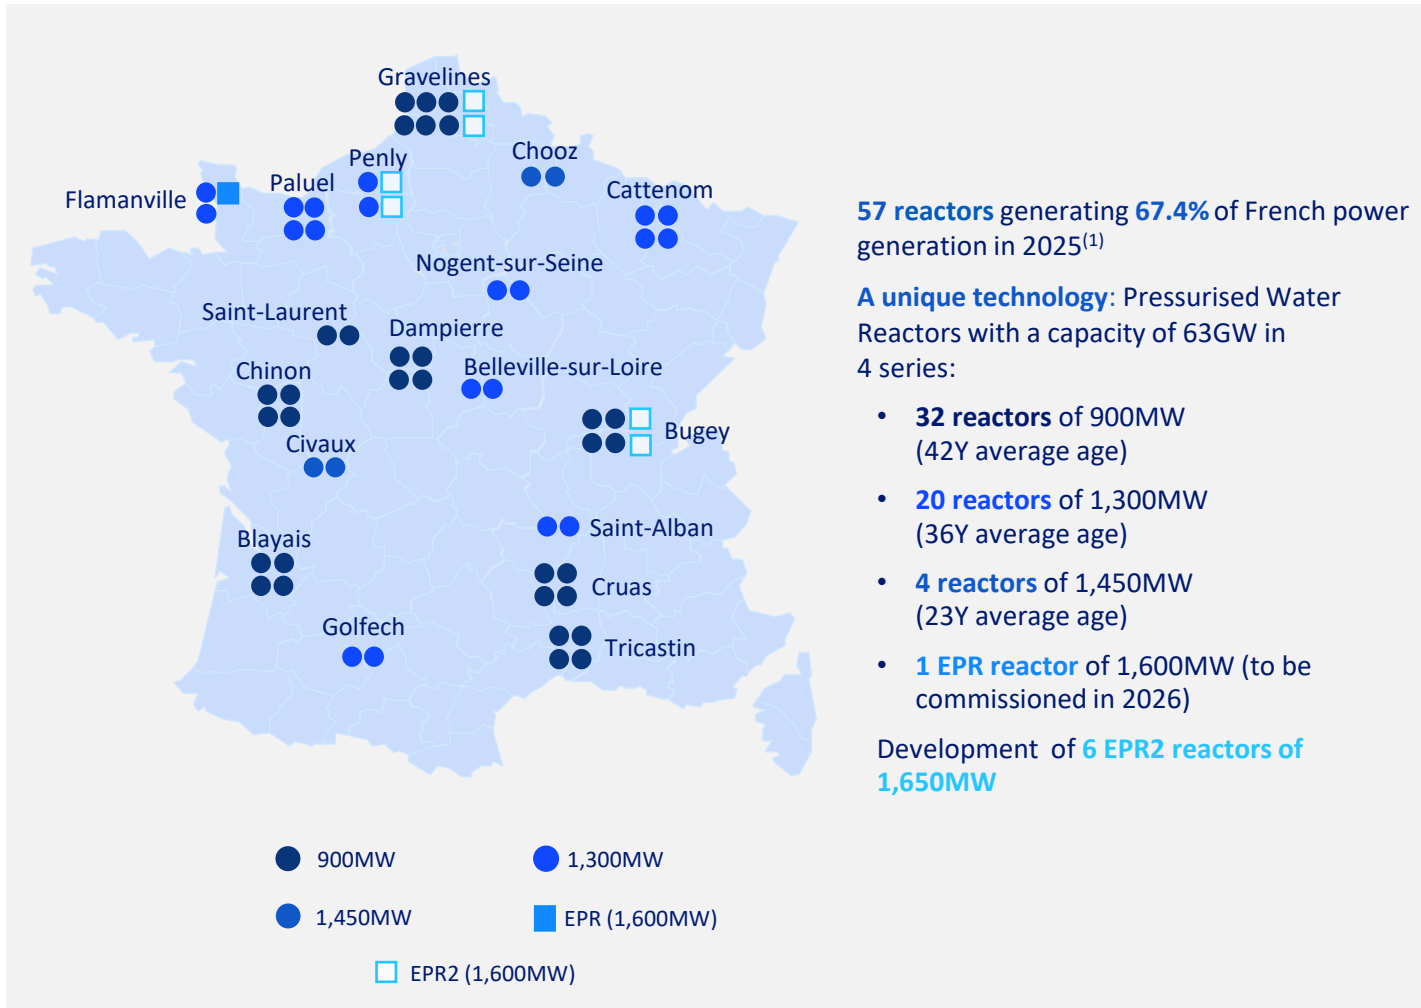 Gravelines
Chooz
Penly
Flamanville
Paluel
Cattenom
Nogent-sur-Seine
Saint-Laurent
Dampierre
Belleville-sur-Loire
Chinon
Bugey
Civaux
Saint-Alban
Blayais
Cruas
Golfech
Tricastin
57 reactors generating 67.4% of French power
generation in 2025(1)
A unique technology: Pressurised Water
Reactors with a capacity of 63GW in
4 series:
• 32 reactors of 900MW
(42Y average age)
• 20 reactors of 1,300MW
(36Y average age)
• 4 reactors of 1,450MW
(23Y average age)
• 1 EPR reactor of 1,600MW (to be
commissioned in 2026)
Development of 6 EPR2 reactors of
1,650MW
900MW
1,300MW
1,450MW
EPR (1,600MW)
EPR2 (1,600MW)